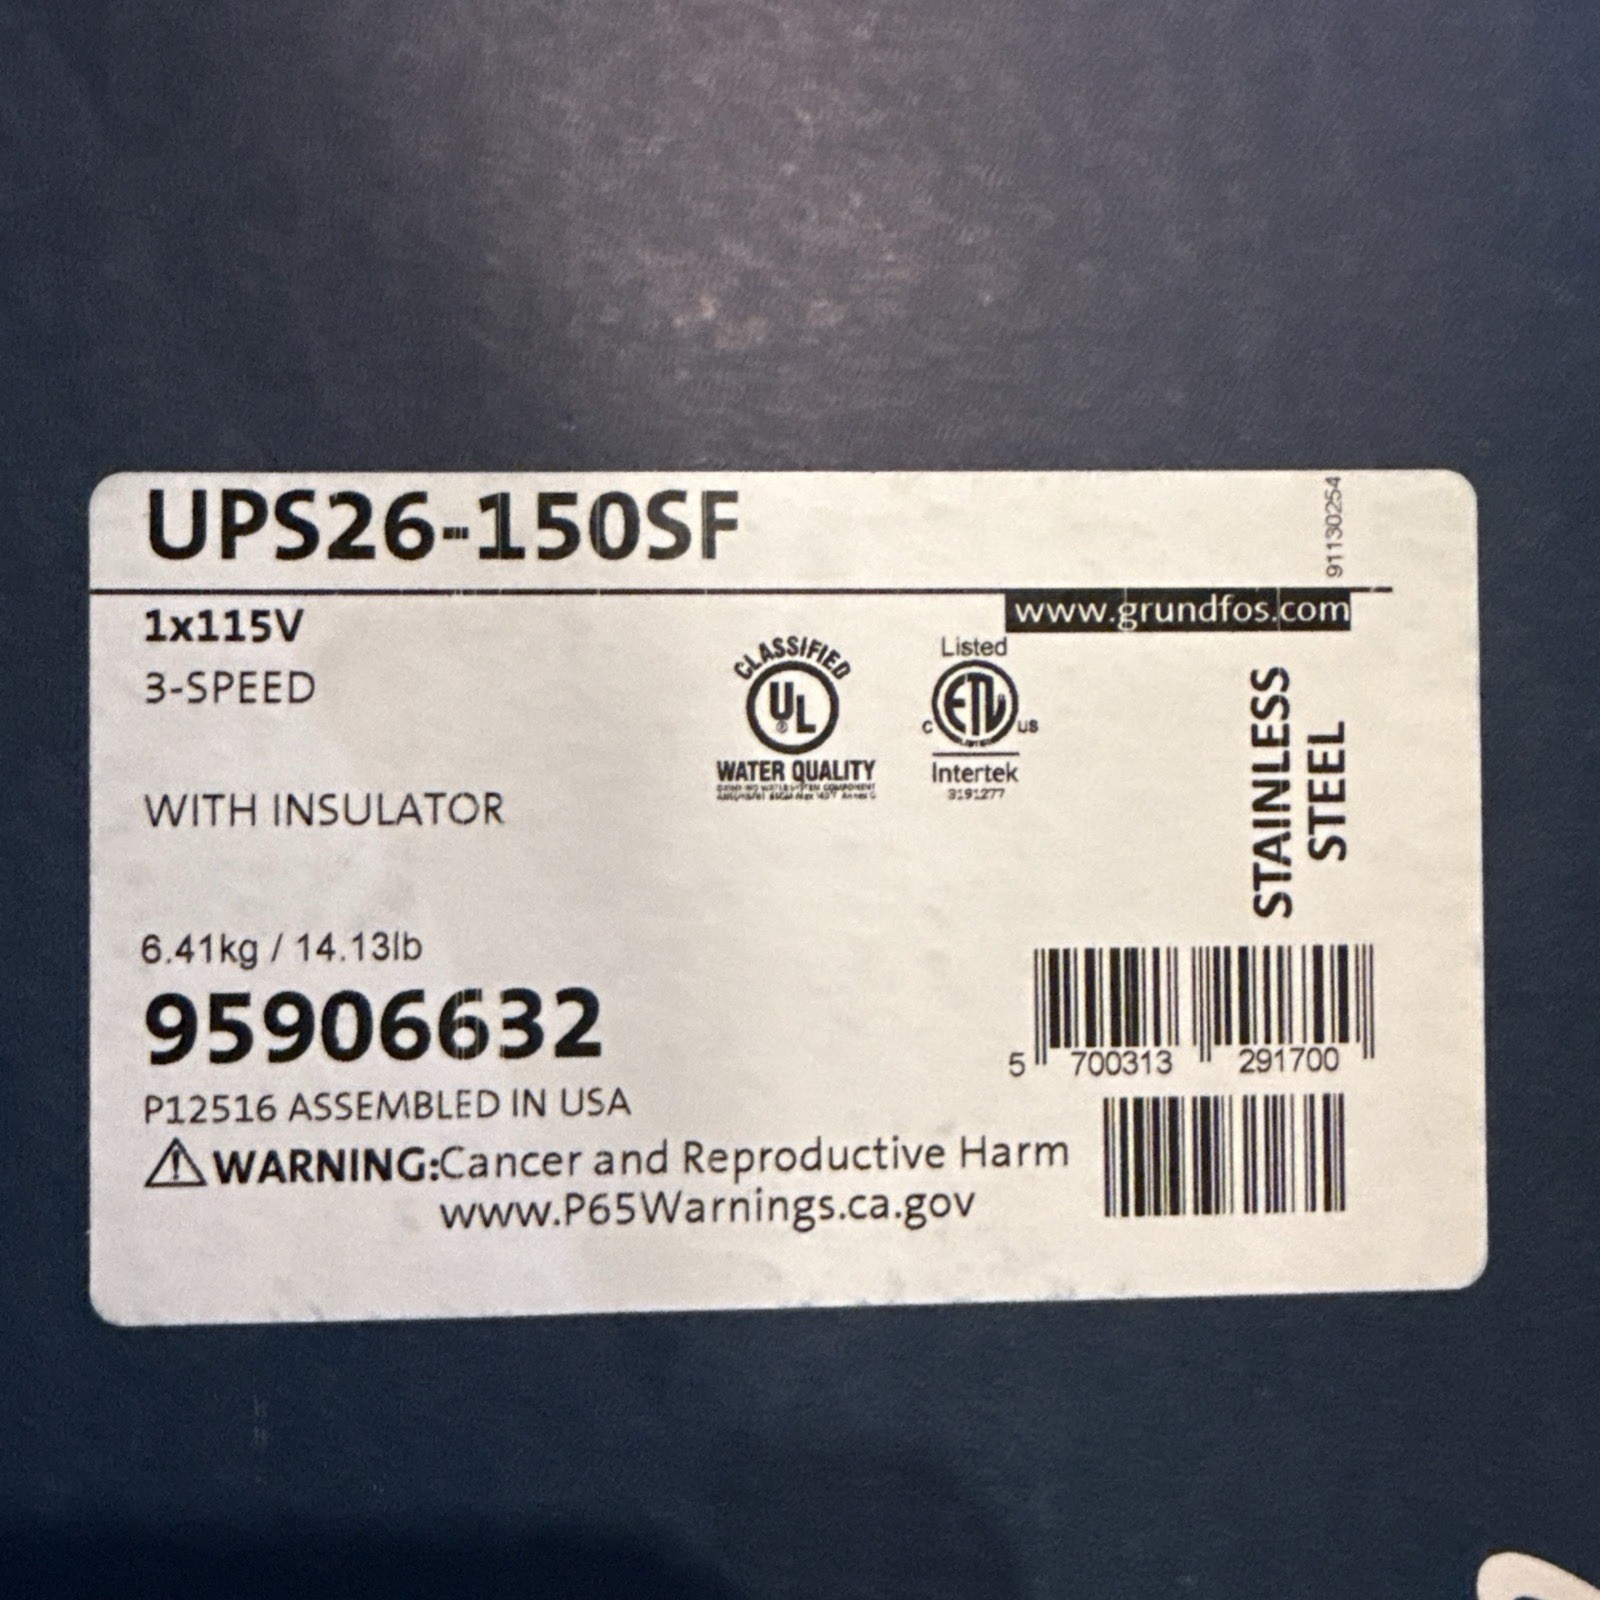 UPS26-150SF
91130254
www.grundfos.com
1x115V
3-SPEED
WITH INSULATOR
CLASSIFIED
UL
®
WATER QUALITY
Listed
ETL
C US
Intertek
3191277
STAINLESS
STEEL
6.41kg / 14.13lb
95906632
P12516 ASSEMBLED IN USA
5 700313 291700
WARNING:Cancer and Reproductive Harm
www.P65Warnings.ca.gov